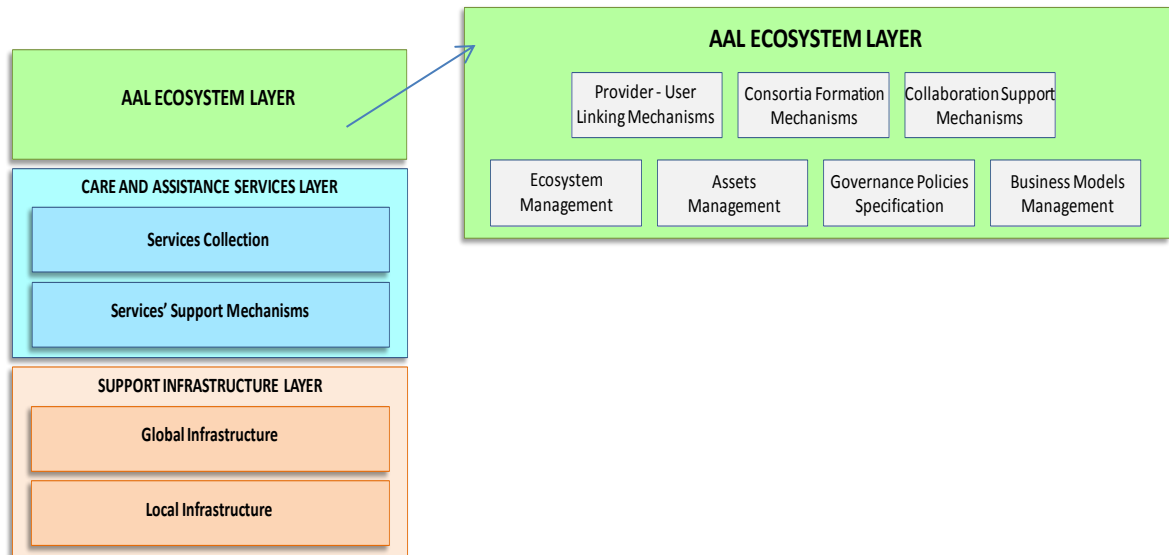 AAL ECOSYSTEM LAYER
CARE AND ASSISTANCE SERVICES LAYER
Services Collection
Services' Support Mechanisms
SUPPORT INFRASTRUCTURE LAYER
Global Infrastructure
Local Infrastructure
AAL ECOSYSTEM LAYER
Provider - User
Linking Mechanisms
Consortia Formation
Mechanisms
Collaboration Support
Mechanisms
Ecosystem
Management
Assets
Management
Governance Policies
Specification
Business Models
Management